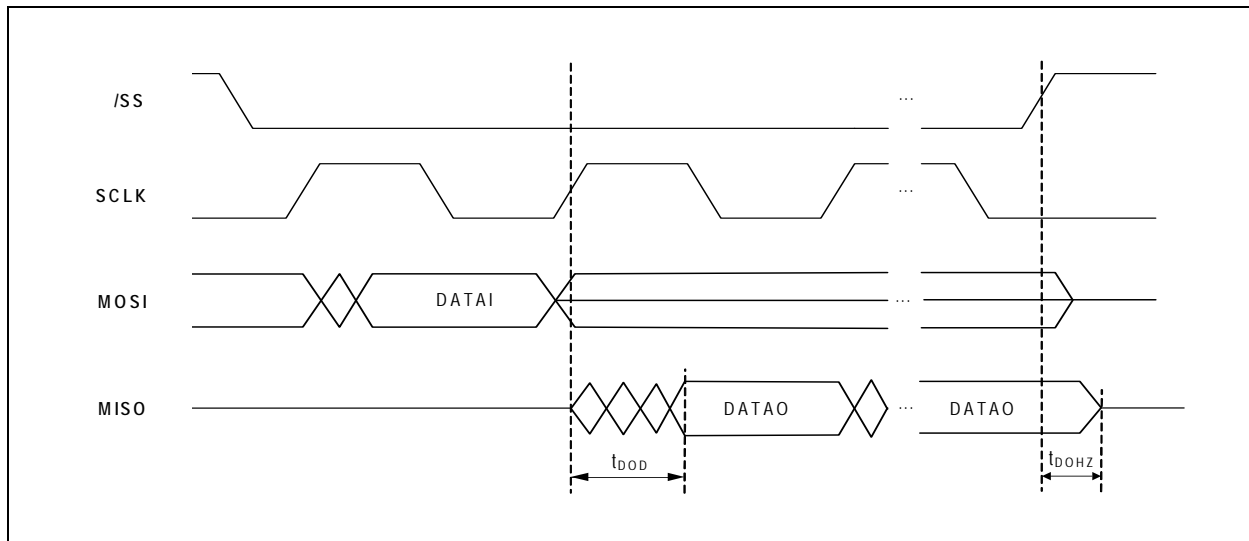 /SS
...
SCLK
...
MOSI
DATAI
...
MISO
DATAO
...
DATAO
tDOD
tDOHZ